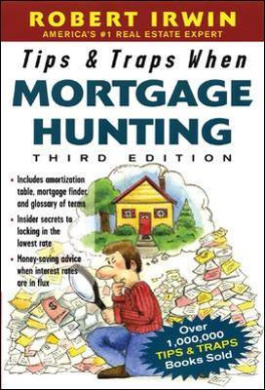 ROBERT IRWIN
AMERICA'S #1 REAL ESTATE EXPERT
Tips & Traps When
MORTGAGE
HUNTING
THIRD EDITION
• Includes amortization
table, mortgage finder,
and glossary of terms
• Insider secrets to
locking in the
lowest rate
• Money-saving advice
when interest rates
are in flux
Over
1,000,000
TIPS & TRAPS
Books Sold